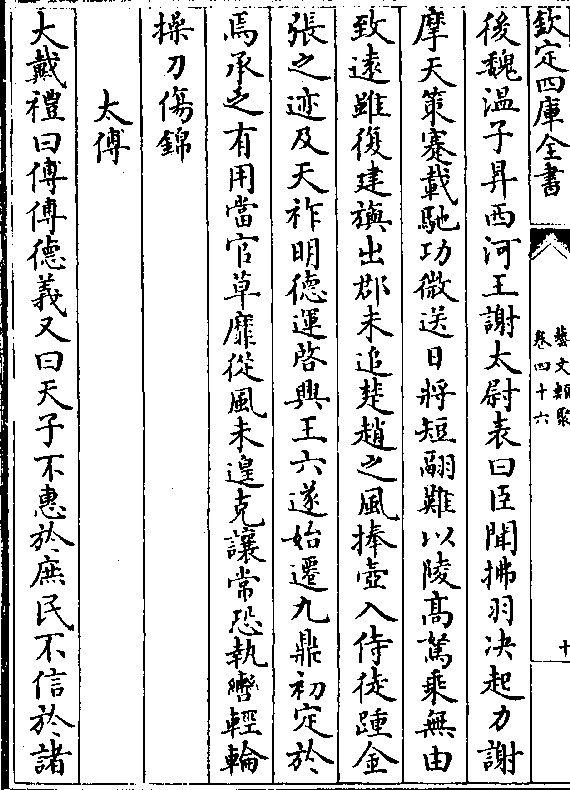 欽定四庫全書
藝文類聚
卷四十六
十
後魏溫子昇西河王謝太尉表曰臣聞拂羽决起力謝
摩天策蹇載馳功微送日將短翮難以陵髙駑乘無由
致逺雖復建旟出郡未追楚趙之風捧壺入侍徒踵金
張之迹及天祚明德運啓興王六遂始遷九鼎初定於
焉承乏有用當官草靡從風未遑克讓常恐執轡輕輪
操刀傷錦
太傅
大戴禮曰傅傅德義又曰天子不惠於庶民不信於諸